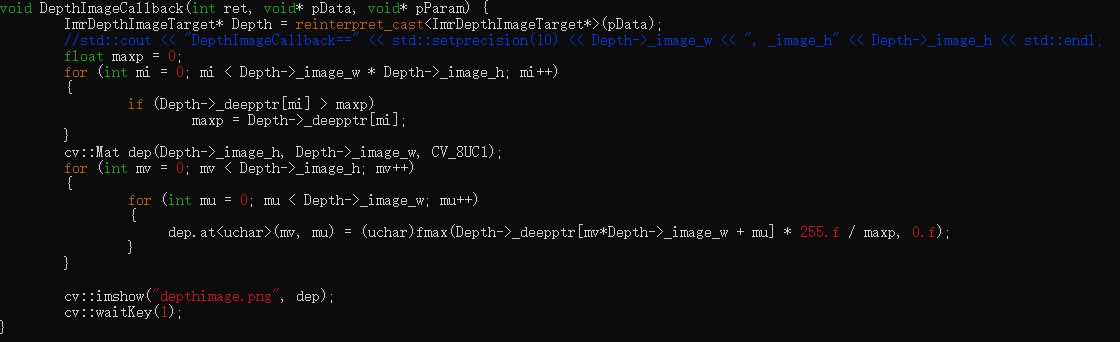 void DepthImageCallback(int ret, void* pData, void* pParam) {
ImrDepthImageTarget* Depth = reinterpret_cast<ImrDepthImageTarget*>(pData);
//std::cout << "DepthImageCallback==" << std::setprecision(10) << Depth->_image_w << ", _image_h" << Depth->_image_h << std::endl;
float maxp = 0;
for (int mi = 0; mi < Depth->_image_w * Depth->_image_h; mi++)
{
if (Depth->_deepptr[mi] > maxp)
maxp = Depth->_deepptr[mi];
}
cv::Mat dep(Depth->_image_h, Depth->_image_w, CV_8UC1);
for (int mv = 0; mv < Depth->_image_h; mv++)
{
for (int mu = 0; mu < Depth->_image_w; mu++)
{
dep.at<uchar>(mv, mu) = (uchar)fmax(Depth->_deepptr[mv*Depth->_image_w + mu] * 255.f / maxp, 0.f);
}
}
cv::imshow("depthimage.png", dep);
cv::waitKey(1);
}